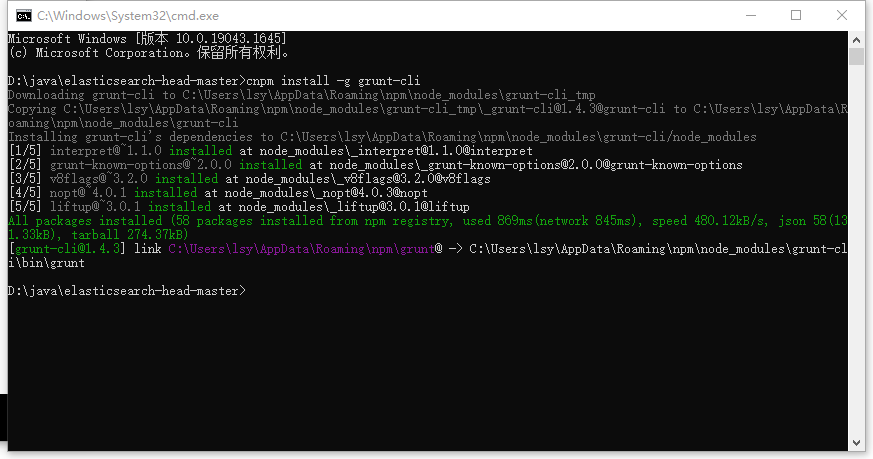 C:\Windows\System32\cmd.exe
Microsoft Windows [版本 10.0.19043.1645]
(c) Microsoft Corporation。保留所有权利。
D:\java\elasticsearch-head-master>cnpm install -g grunt-cli
Downloading grunt-cli to C:\Users\lsy\AppData\Roaming\npm\node_modules\grunt-cli_tmp
Copying C:\Users\lsy\AppData\Roaming\npm\node_modules\grunt-cli_tmp\_grunt-cli@1.4.3@grunt-cli to C:\Users\lsy\AppData\R
oaming\npm\node_modules\grunt-cli
Installing grunt-cli's dependencies to C:\Users\lsy\AppData\Roaming\npm\node_modules\grunt-cli/node_modules
[1/5] interpret@~1.1.0 installed at node_modules\_interpret@1.1.0@interpret
[2/5] grunt-known-options@~2.0.0 installed at node_modules\_grunt-known-options@2.0.0@grunt-known-options
[3/5] v8flags@~3.2.0 installed at node_modules\_v8flags@3.2.0@v8flags
[4/5] nopt@~4.0.1 installed at node_modules\_nopt@4.0.3@nopt
[5/5] liftup@~3.0.1 installed at node_modules\_liftup@3.0.1@liftup
All packages installed (58 packages installed from npm registry, used 869ms(network 845ms), speed 480.12kB/s, json 58(13
1.33kB), tarball 274.37kB)
[grunt-cli@1.4.3] link C:\Users\lsy\AppData\Roaming\npm\grunt@ -> C:\Users\lsy\AppData\Roaming\npm\node_modules\grunt-cl
i\bin\grunt
D:\java\elasticsearch-head-master>